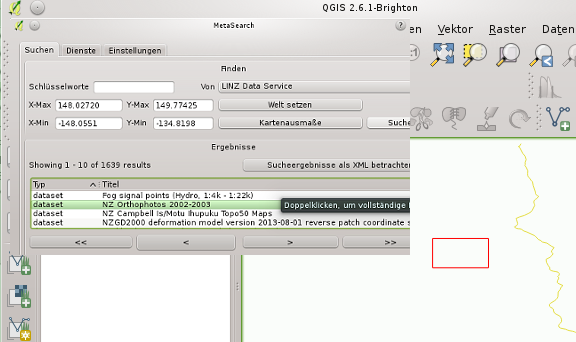 QGIS 2.6.1-Brighton
MetaSearch
Vektor Raster Daten
Suchen Dienste Einstellungen
Finden
Schlüsselworte Von LINZ Data Service
X-Max 148.02720 Y-Max 149.77425 Welt setzen
X-Min -148.0551 Y-Min -134.8198 Kartenausmaße Suche
Ergebnisse
Showing 1 - 10 of 1639 results Suchergebnisse als XML betrachten
Typ Titel
dataset Fog signal points (Hydro, 1:4k - 1:22k)
dataset NZ Orthophotos 2002-2003 Doppelklicken, um vollständige
dataset NZ Campbell Is/Motu Ihupuku Topo50 Maps
dataset NZGD2000 deformation model version 2013-08-01 reverse patch coordinate
<< < > >>